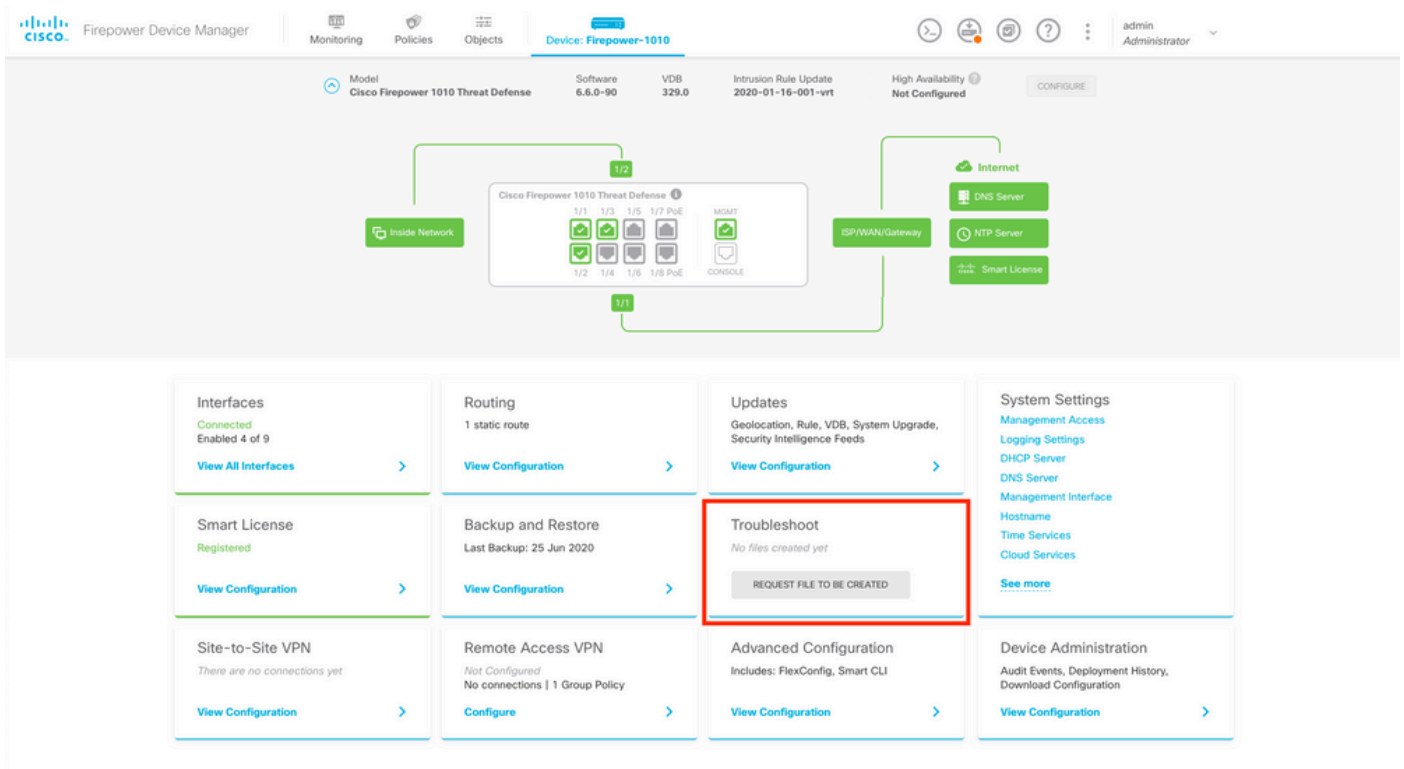 CISCO
Firepower Device Manager
Monitoring
Policies
Objects
Device: Firepower-1010
admin
Administrator
Model
Cisco Firepower 1010 Threat Defense
Software
6.6.0-90
VDB
329.0
Intrusion Rule Update
2020-01-16-001-vrt
High Availability
Not Configured
CONFIGURE
1/2
Internet
DNS Server
NTP Server
Smart License
Inside Network
Cisco Firepower 1010 Threat Defense
1/1 1/3 1/5 1/7 PoE
MGMT
1/2 1/4 1/6 1/8 PoE
CONSOLE
ISP/WAN/Gateway
1/1
Interfaces
Connected
Enabled 4 of 9
View All Interfaces
Routing
1 static route
View Configuration
Updates
Geolocation, Rule, VDB, System Upgrade,
Security Intelligence Feeds
View Configuration
System Settings
Management Access
Logging Settings
DHCP Server
DNS Server
Management Interface
Hostname
Time Services
Cloud Services
See more
Smart License
Registered
View Configuration
Backup and Restore
Last Backup: 25 Jun 2020
View Configuration
Troubleshoot
No files created yet
REQUEST FILE TO BE CREATED
Site-to-Site VPN
There are no connections yet
View Configuration
Remote Access VPN
Not Configured
No connections | 1 Group Policy
Configure
Advanced Configuration
Includes: FlexConfig, Smart CLI
View Configuration
Device Administration
Audit Events, Deployment History,
Download Configuration
View Configuration